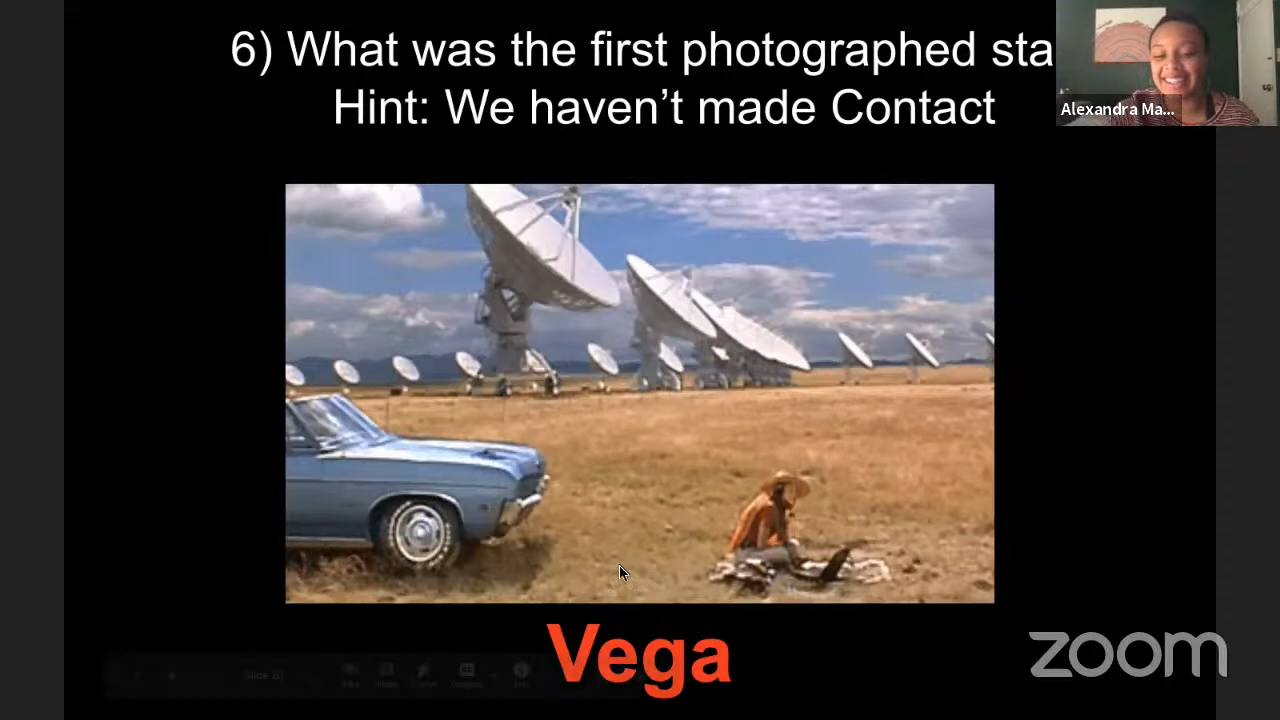 6) What was the first photographed sta
Hint: We haven't made Contact
Alexandra Ma...
Vega
zoom